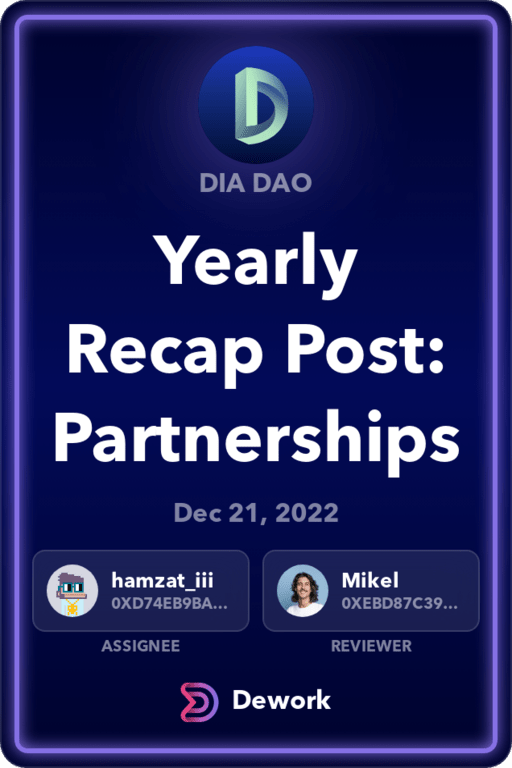 DIA DAO
Yearly
Recap Post:
Partnerships
Dec 21, 2022
hamzat_iii
0XD74EB9BA...
ASSIGNEE
Mikel
0XEBD87C39...
REVIEWER
Dework